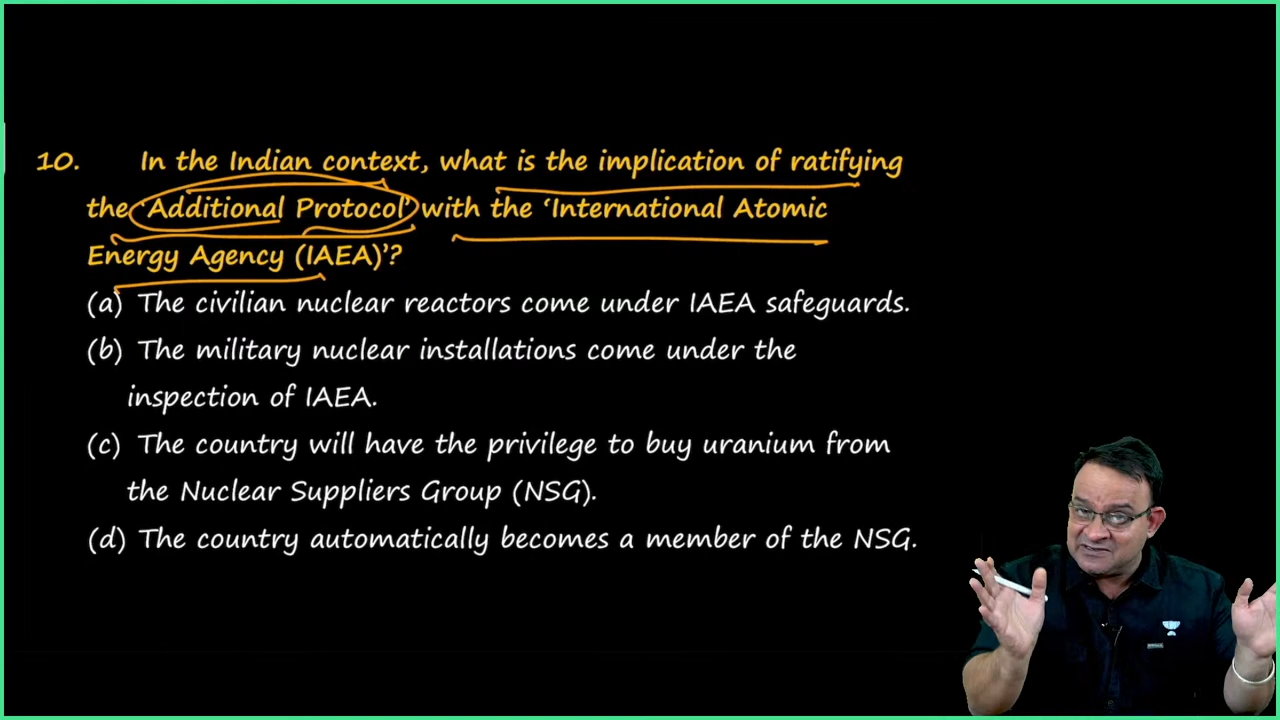 10. In the Indian context, what is the implication of ratifying
the 'Additional Protocol' with the 'International Atomic
Energy Agency (IAEA)'?
(a) The civilian nuclear reactors come under IAEA safeguards.
(b) The military nuclear installations come under the
inspection of IAEA.
(c) The country will have the privilege to buy uranium from
the Nuclear Suppliers Group (NSG).
(d) The country automatically becomes a member of the NSG.